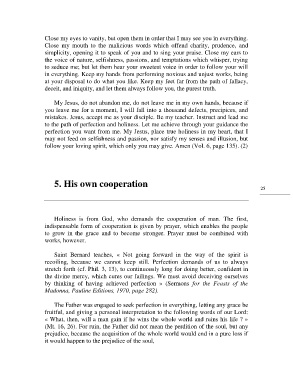 Close my eyes to vanity, but open them in order that I may see you in everything.
Close my mouth to the malicious words which offend charity, prudence, and
simplicity, opening it to speak of you and to sing your praise. Close my ears to
the voice of nature, selfishness, passions, and temptations which whisper, trying
to seduce me; but let them hear your sweetest voice in order to follow your will
in everything. Keep my hands from performing noxious and unjust works, being
at your disposal to do what you like. Keep my feet far from the path of fallacy,
deceit, and iniquity, and let them always follow you, the purest truth.
My Jesus, do not abandon me, do not leave me in my own hands, because if
you leave me for a moment, I will fall into a thousand defects, precipices, and
mistakes. Jesus, accept me as your disciple. Be my teacher. Instruct and lead me
to the path of perfection and holiness. Let me achieve through your guidance the
perfection you want from me. My Jesus, place true holiness in my heart, that I
may not feed on selfishness and passion, nor satisfy my senses and illusion, but
follow your loving spirit, which only you may give. Amen (Vol. 6, page 135). (2)
5. His own cooperation
25
Holiness is from God, who demands the cooperation of man. The first,
indispensable form of cooperation is given by prayer, which enables the people
to grow in the grace and to become stronger. Prayer must be combined with
works, however.
Saint Bernard teaches, « Not going forward in the way of the spirit is
recoiling, because we cannot keep still. Perfection demands of us to always
stretch forth (cf. Phil. 3, 13), to continuously long for doing better, confident in
the divine mercy, which cures our failings. We must avoid deceiving ourselves
by thinking of having achieved perfection » (Sermons for the Feasts of the
Madonna, Pauline Editions, 1970, page 282).
The Father was engaged to seek perfection in everything, letting any grace be
fruitful, and giving a personal interpretation to the following words of our Lord:
« What, then, will a man gain if he wins the whole world and ruins his life ? »
(Mt. 16, 26). For ruin, the Father did not mean the perdition of the soul, but any
prejudice, because the acquisition of the whole world would end in a pure loss if
it would happen to the prejudice of the soul,